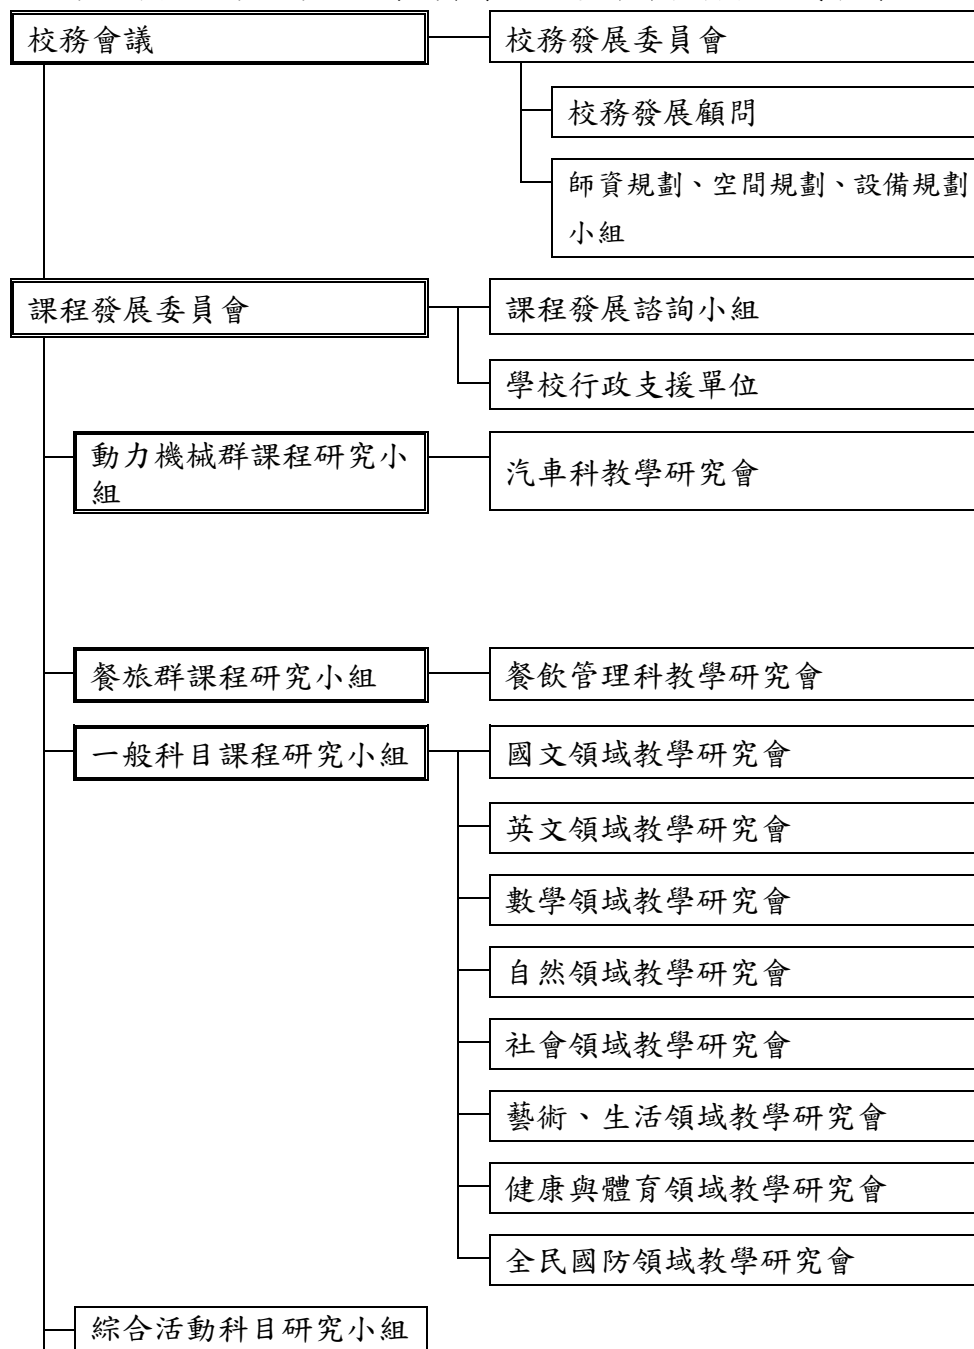 校務會議
校務發展委員會
校務發展顧問
師資規劃、空間規劃、設備規劃
小組
課程發展委員會
課程發展諮詢小組
學校行政支援單位
動力機械群課程研究小
組
汽車科教學研究會
餐旅群課程研究小組
餐飲管理科教學研究會
一般科目課程研究小組
國文領域教學研究會
英文領域教學研究會
數學領域教學研究會
自然領域教學研究會
社會領域教學研究會
藝術、生活領域教學研究會
健康與體育領域教學研究會
全民國防領域教學研究會
綜合活動科目研究小組